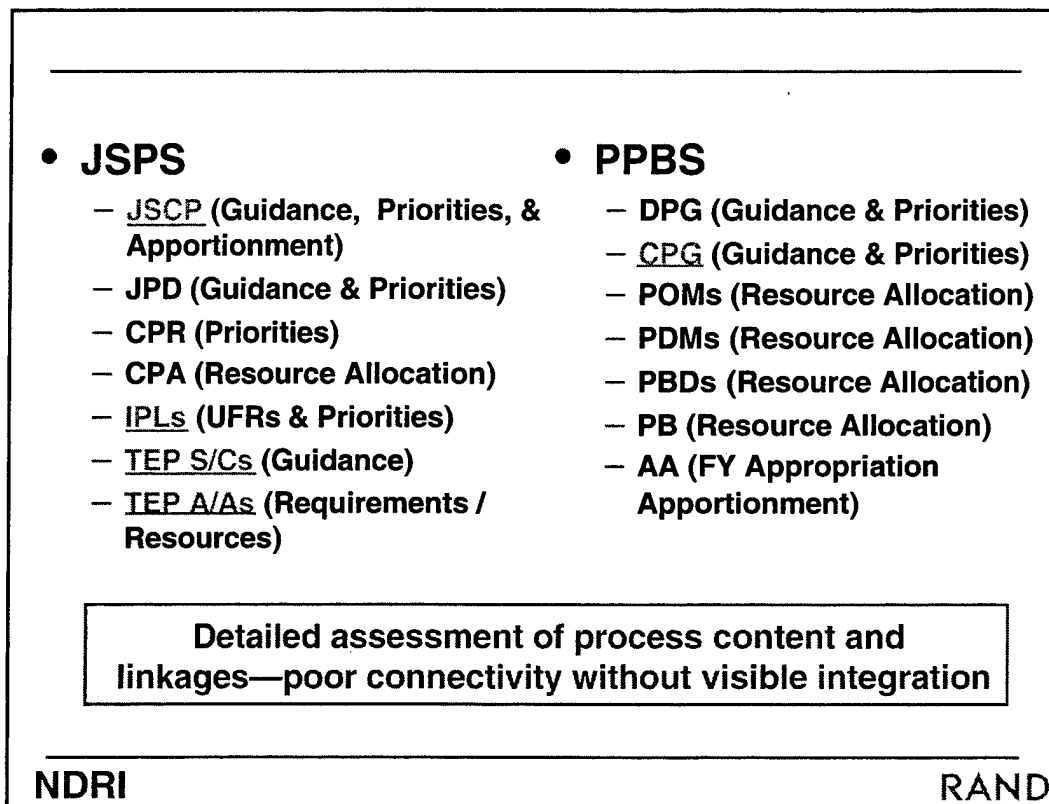 • JSPS
– JSCP (Guidance, Priorities, &
Apportionment)
– JPD (Guidance & Priorities)
– CPR (Priorities)
– CPA (Resource Allocation)
– IPLs (UFRs & Priorities)
– TEP S/Cs (Guidance)
– TEP A/As (Requirements /
Resources)
• PPBS
– DPG (Guidance & Priorities)
– CPG (Guidance & Priorities)
– POMs (Resource Allocation)
– PDMs (Resource Allocation)
– PBDs (Resource Allocation)
– PB (Resource Allocation)
– AA (FY Appropriation
Apportionment)
Detailed assessment of process content and
linkages—poor connectivity without visible integration
NDRI
RAND